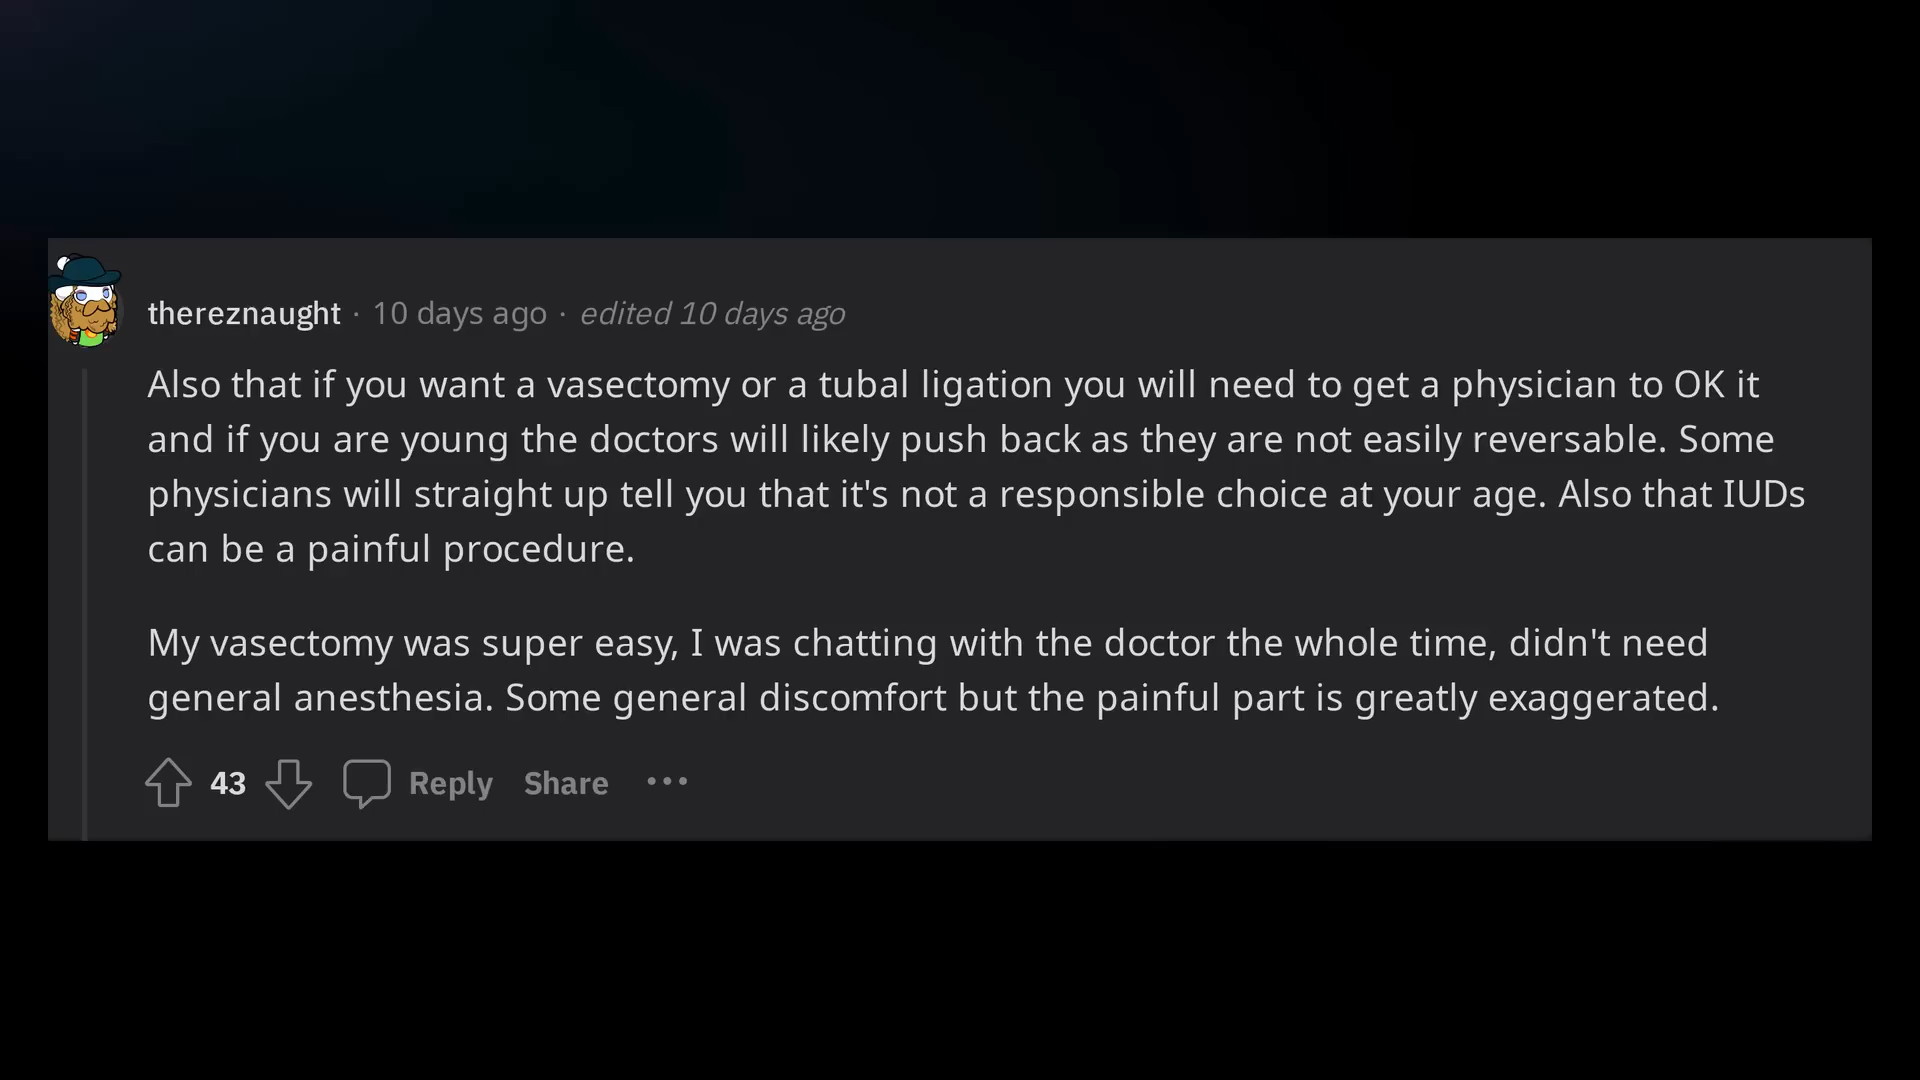 thereznaught · 10 days ago · edited 10 days ago
Also that if you want a vasectomy or a tubal ligation you will need to get a physician to OK it
and if you are young the doctors will likely push back as they are not easily reversable. Some
physicians will straight up tell you that it's not a responsible choice at your age. Also that IUDs
can be a painful procedure.
My vasectomy was super easy, I was chatting with the doctor the whole time, didn't need
general anesthesia. Some general discomfort but the painful part is greatly exaggerated.
43 Reply Share ···